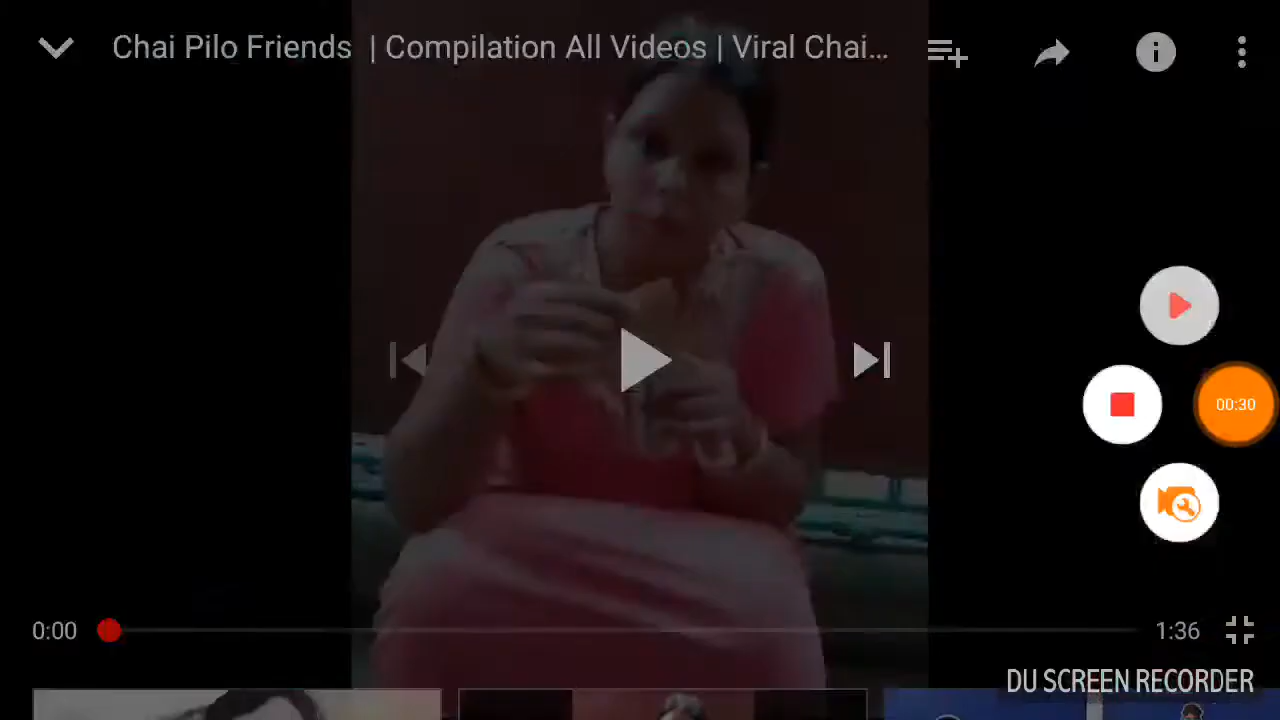 Chai Pilo Friends | Compilation All Videos | Viral Chai...
00:30
0:00
1:36
DU SCREEN RECORDER